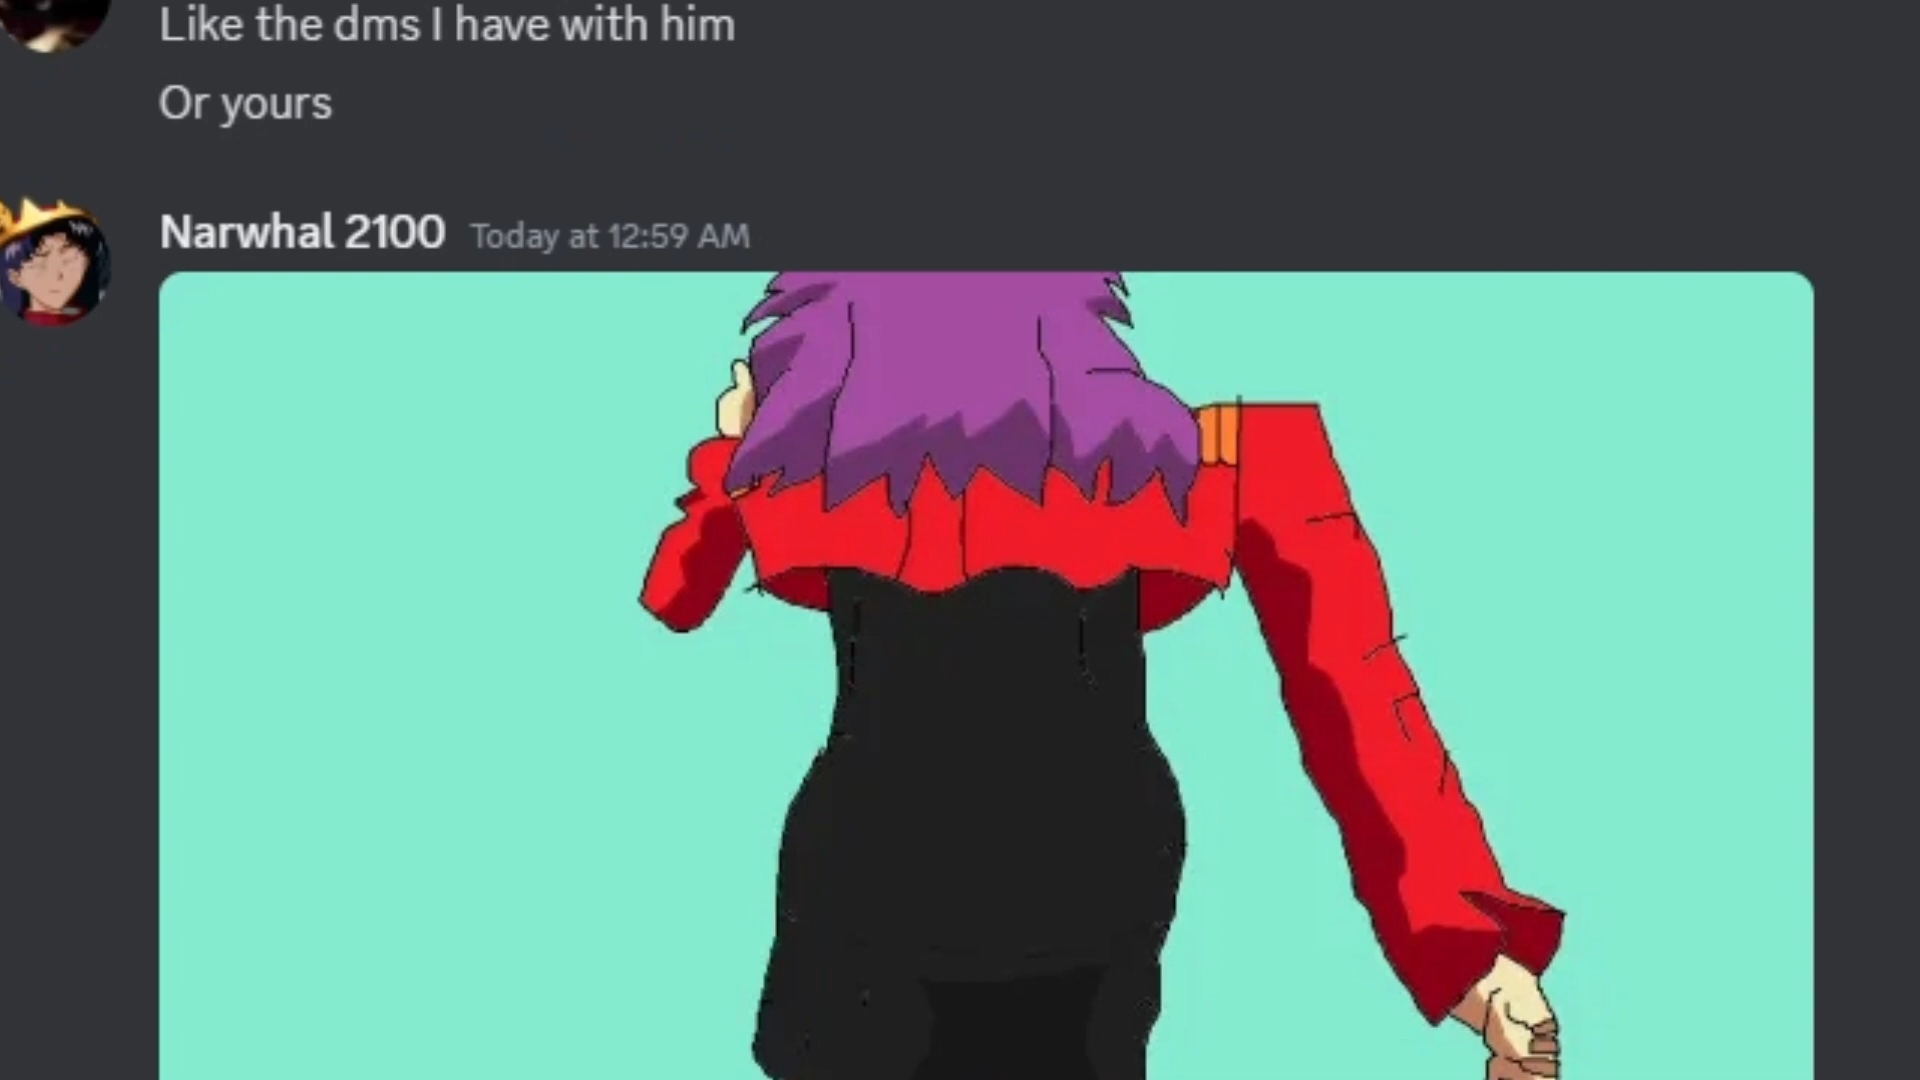 Like the dms I have with him
Or yours
Narwhal 2100 Today at 12:59 AM